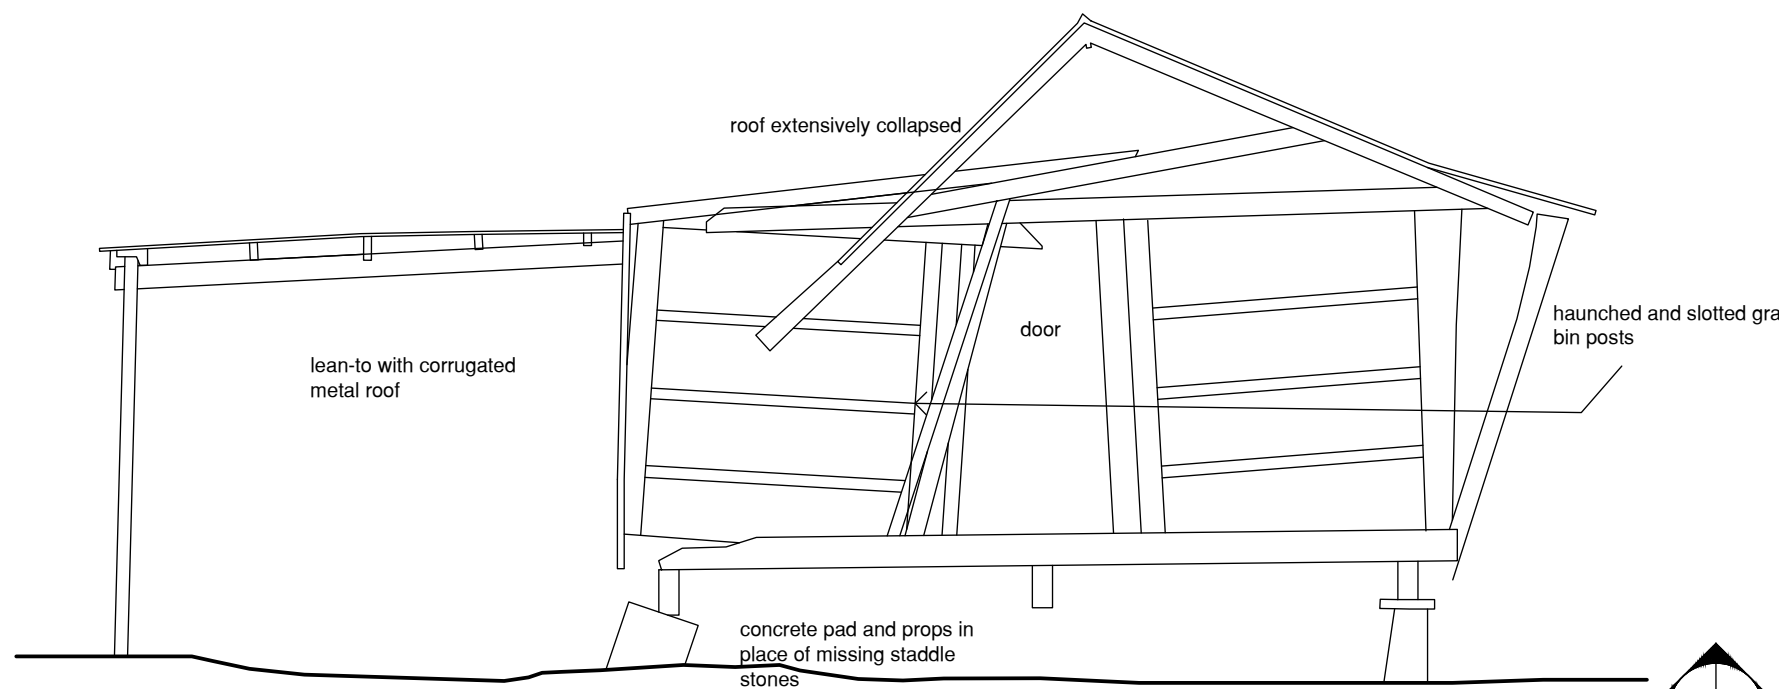 roof extensively collapsed
door
haunched and slotted
bin posts
lean-to with corrugated
metal roof
concrete pad and props in
place of missing staddle
stones